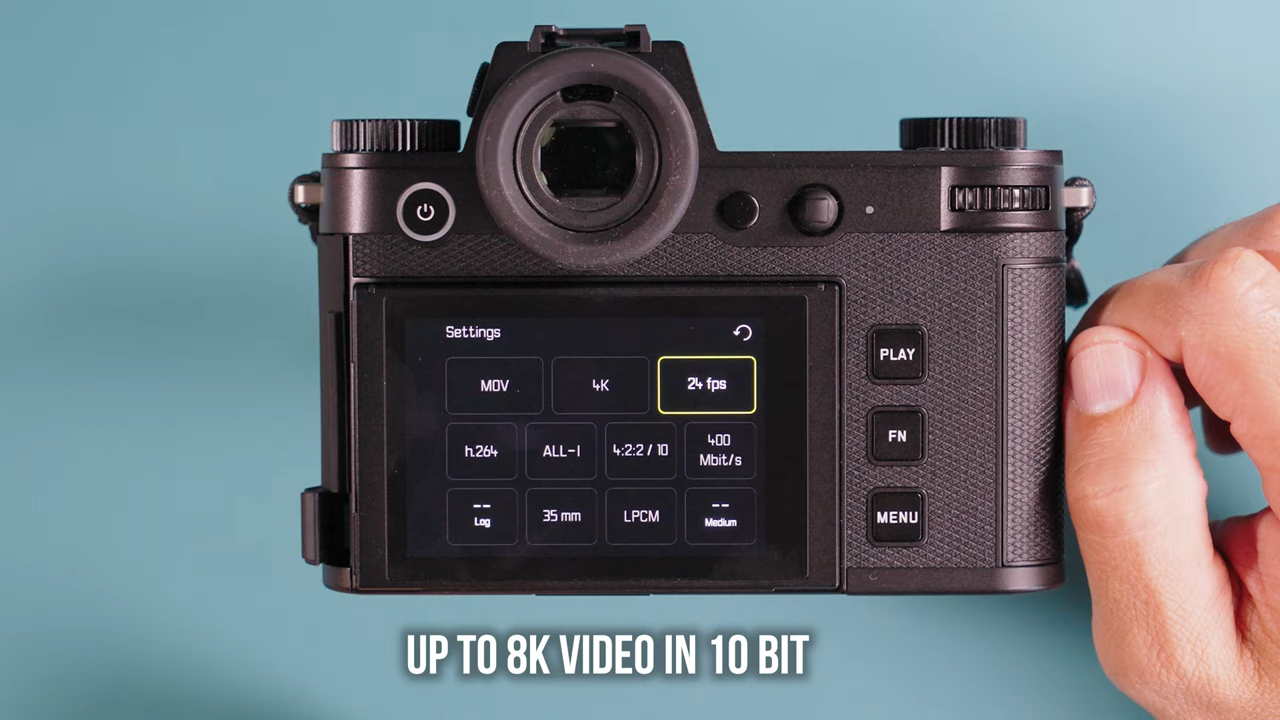 Settings
MOV
4K
24 fps
h.264
ALL-I
4:2:2 / 10
400
Mbit/s
--
Log
35 mm
LPCM
--
Medium
PLAY
FN
MENU
UP TO 8K VIDEO IN 10 BIT